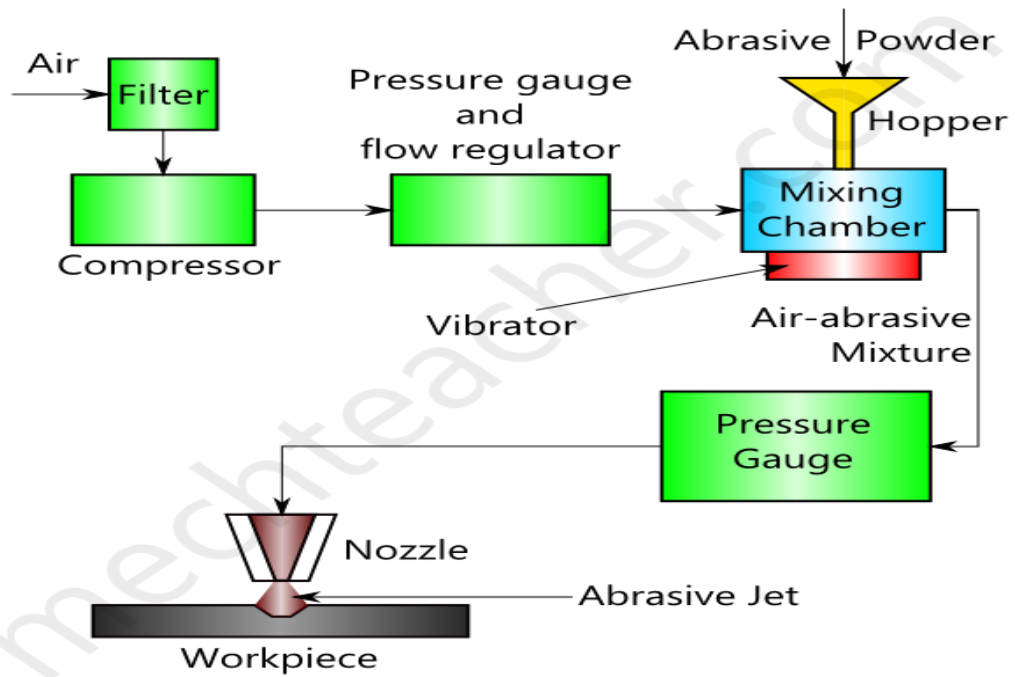 Air
Filter
Compressor
Pressure gauge
and
flow regulator
Abrasive Powder
Hopper
Mixing
Chamber
Vibrator
Air-abrasive
Mixture
Pressure
Gauge
Nozzle
Abrasive Jet
Workpiece
mechteacher.com